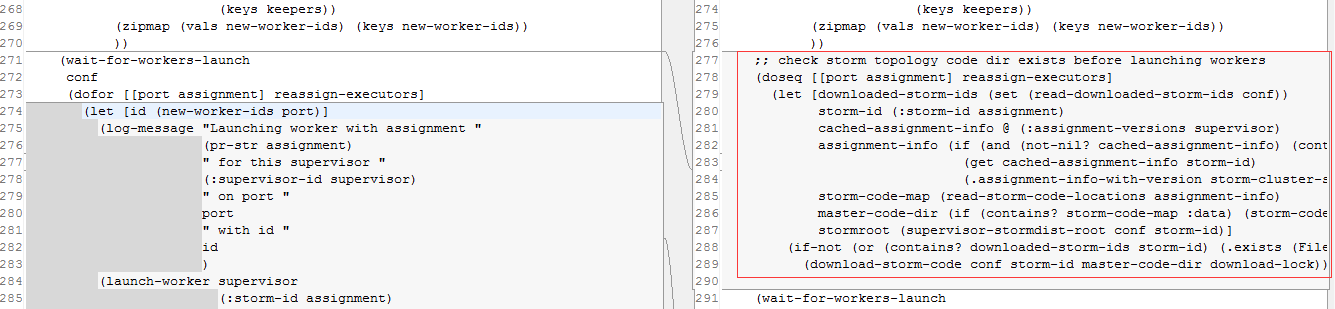 268 (keys keepers))
269 (zipmap (vals new-worker-ids) (keys new-worker-ids))
270 ))
271 (wait-for-workers-launch
272 conf
273 (dofor [[port assignment] reassign-executors]
274 (let [id (new-worker-ids port)]
275 (log-message "Launching worker with assignment "
276 (pr-str assignment)
277 " for this supervisor "
278 (:supervisor-id supervisor)
279 " on port "
280 port
281 " with id "
282 id
283 )
284 (launch-worker supervisor
285 (:storm-id assignment)
274 (keys keepers))
275 (zipmap (vals new-worker-ids) (keys new-worker-ids))
276 ))
277 ;; check storm topology code dir exists before launching workers
278 (doseq [[port assignment] reassign-executors]
279 (let [downloaded-storm-ids (set (read-downloaded-storm-ids conf))
280 storm-id (:storm-id assignment)
281 cached-assignment-info @ (:assignment-versions supervisor)
282 assignment-info (if (and (not-nil? cached-assignment-info) (cont
283 (get cached-assignment-info storm-id)
284 (.assignment-info-with-version storm-cluster-s
285 storm-code-map (read-storm-code-locations assignment-info)
286 master-code-dir (if (contains? storm-code-map :data) (storm-code
287 stormroot (supervisor-stormdist-root conf storm-id)]
288 (if-not (or (contains? downloaded-storm-ids storm-id) (.exists (File
289 (download-storm-code conf storm-id master-code-dir download-lock))
290
291 (wait-for-workers-launch